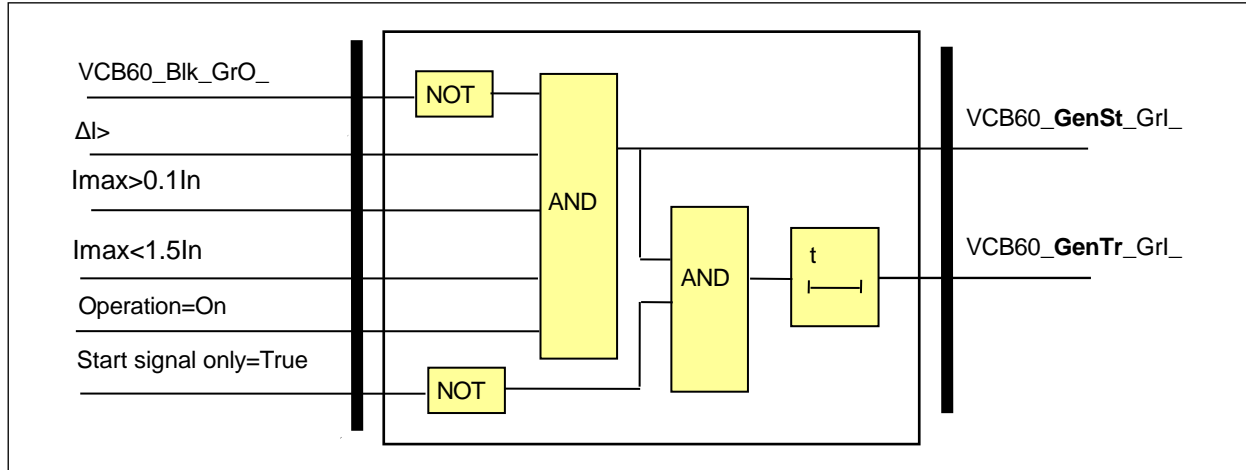 VCB60_Blk_GrO_
NOT
ΔI>
VCB60_GenSt_GrI_
Imax>0.1In
AND
Imax<1.5In
VCB60_GenTr_GrI_
t
AND
Operation=On
Start signal only=True
NOT